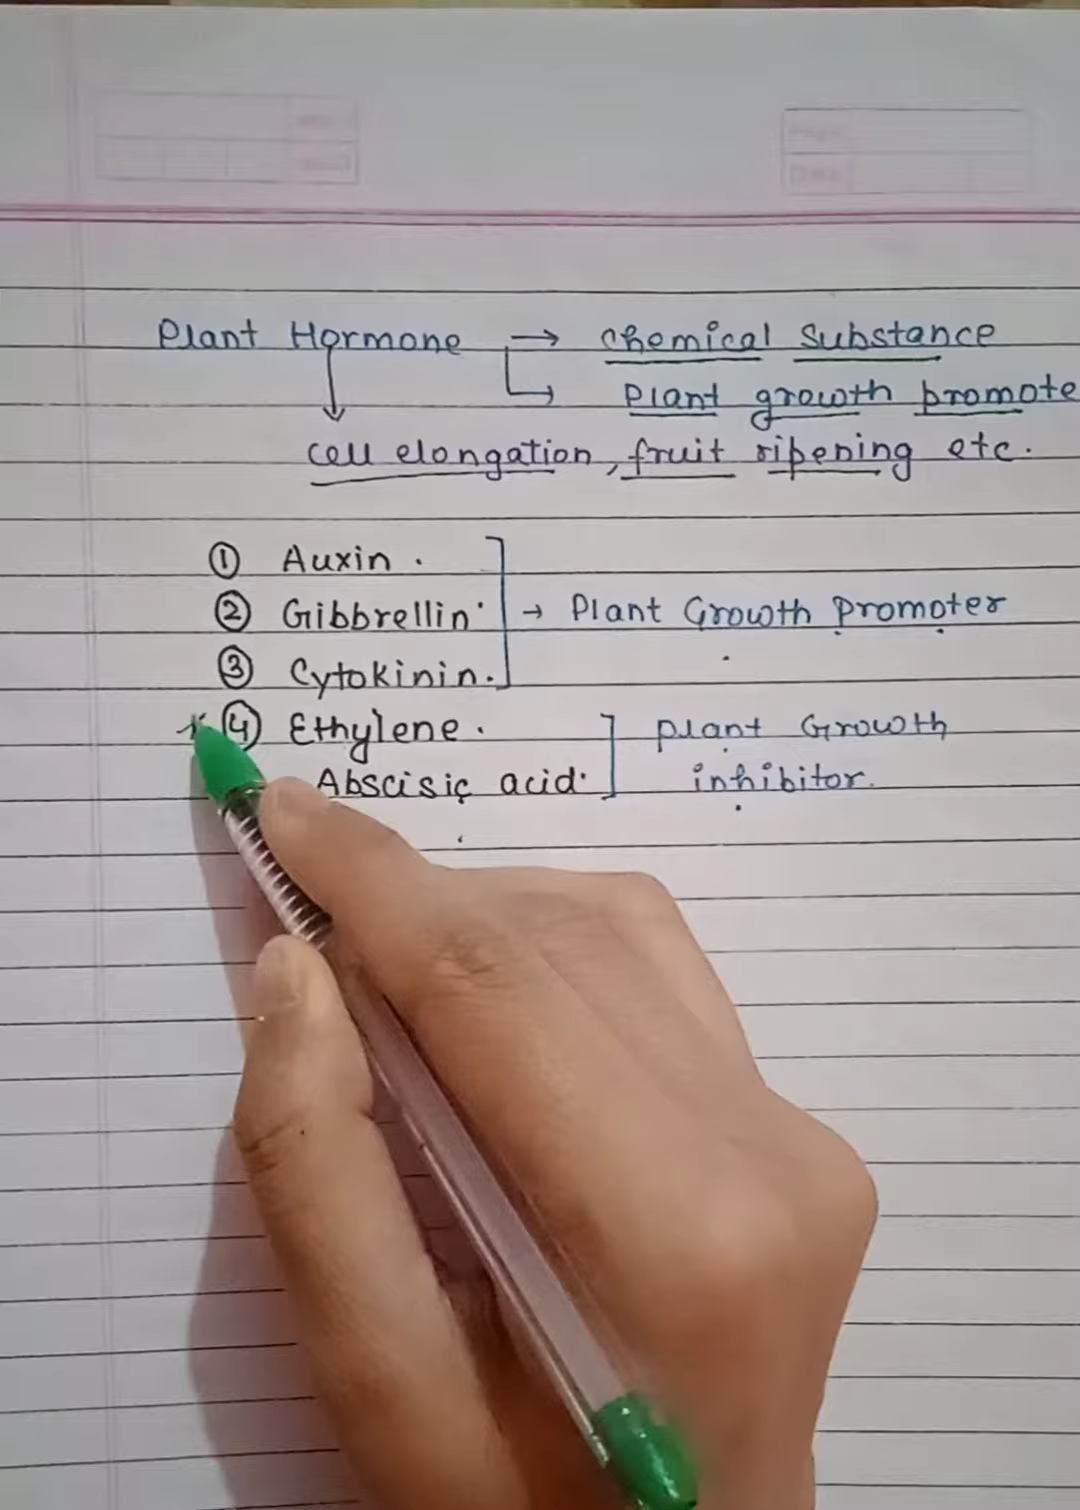 Plant Hormone → Chemical Substance
↳ Plant growth promote
↓
cell elongation, fruit ripening etc.
① Auxin.
② Gibbrellin → Plant Growth Promoter
③ Cytokinin.
④ Ethylene. Plant Growth
Abscisic acid. inhibitor.